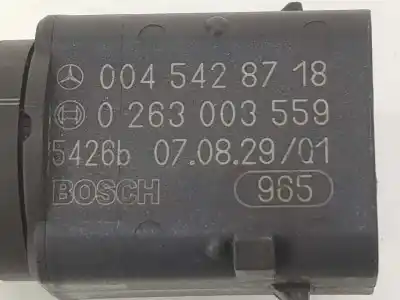 004 542 87 18
0 263 003 559
5426b 07.08.29/01
BOSCH 965